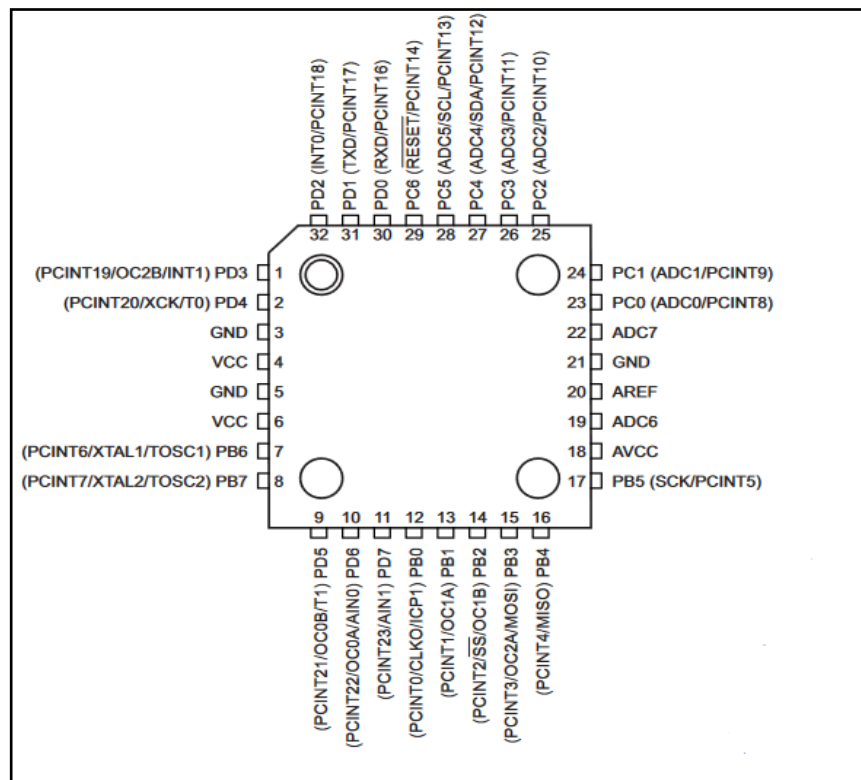 PD2 (INT0/PCINT18)
PD1 (TXD/PCINT17)
PD0 (RXD/PCINT16)
PC6 (RESET/PCINT14)
PC5 (ADC5/SCL/PCINT13)
PC4 (ADC4/SDA/PCINT12)
PC3 (ADC3/PCINT11)
PC2 (ADC2/PCINT10)
32 31 30 29 28 27 26 25
(PCINT19/OC2B/INT1) PD3 1
(PCINT20/XCK/T0) PD4 2
GND 3
VCC 4
GND 5
VCC 6
(PCINT6/XTAL1/TOSC1) PB6 7
(PCINT7/XTAL2/TOSC2) PB7 8
24 PC1 (ADC1/PCINT9)
23 PC0 (ADC0/PCINT8)
22 ADC7
21 GND
20 AREF
19 ADC6
18 AVCC
17 PB5 (SCK/PCINT5)
9 10 11 12 13 14 15 16
(PCINT21/OC0B/T1) PD5
(PCINT22/OC0A/AIN0) PD6
(PCINT23/AIN1) PD7
(PCINT0/CLKO/ICP1) PB0
(PCINT1/OC1A) PB1
(PCINT2/SS/OC1B) PB2
(PCINT3/OC2A/MOSI) PB3
(PCINT4/MISO) PB4